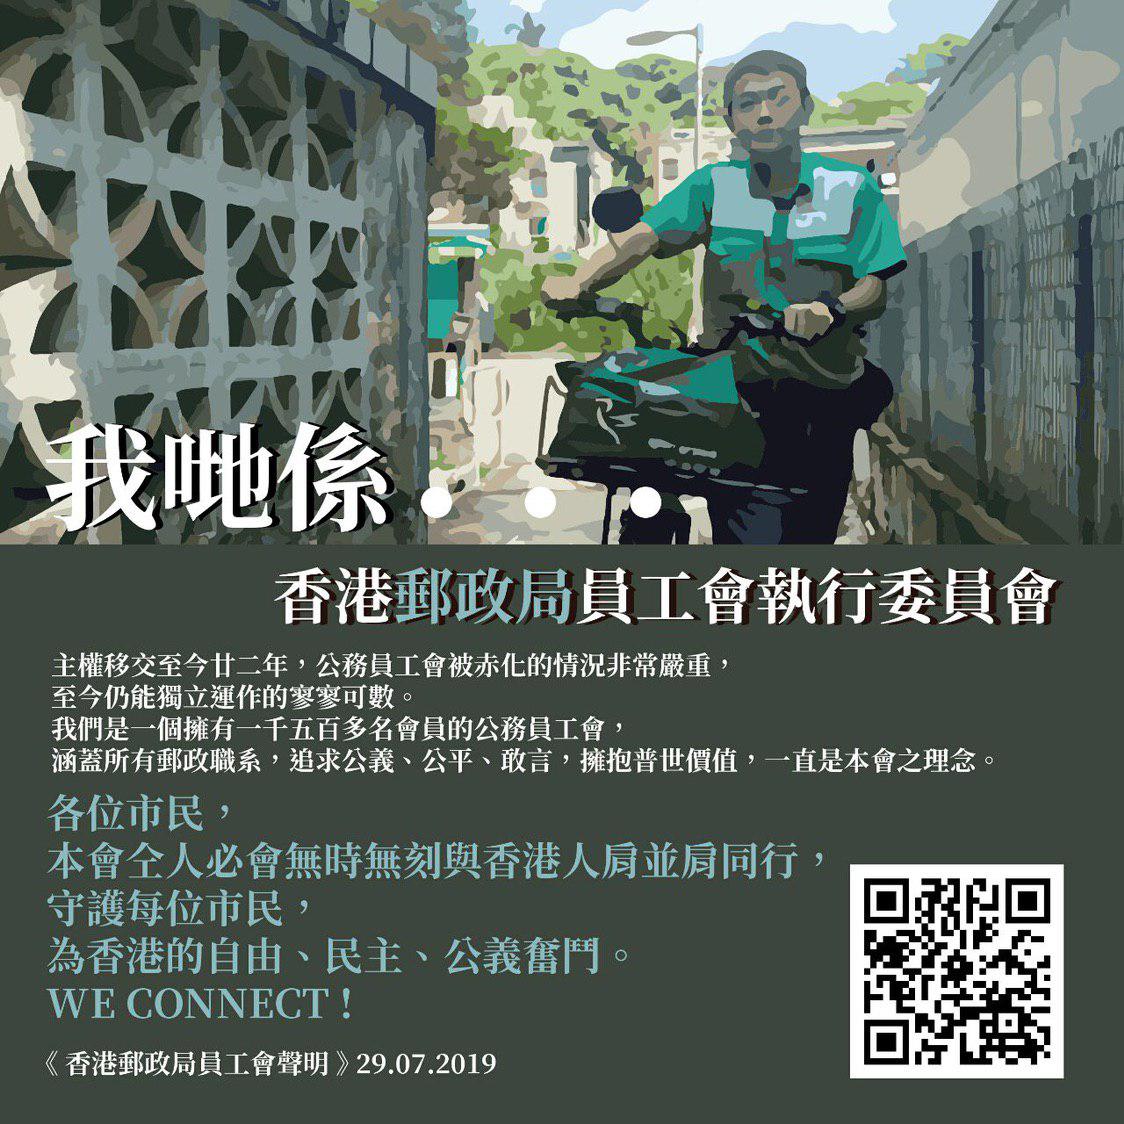 我哋係...
香港郵政局員工會執行委員會
主權移交至今廿二年，公務員工會被赤化的情況非常嚴重，
至今仍能獨立運作的寥寥可數。
我們是一個擁有一千五百多名會員的公務員工會，
涵蓋所有郵政職系，追求公義、公平、敢言，擁抱普世價值，一直是本會之理念。
各位市民，
本會仝人必會無時無刻與香港人肩並肩同行，
守護每位市民，
為香港的自由、民主、公義奮鬥。
WE CONNECT！
《香港郵政局員工會聲明》29.07.2019